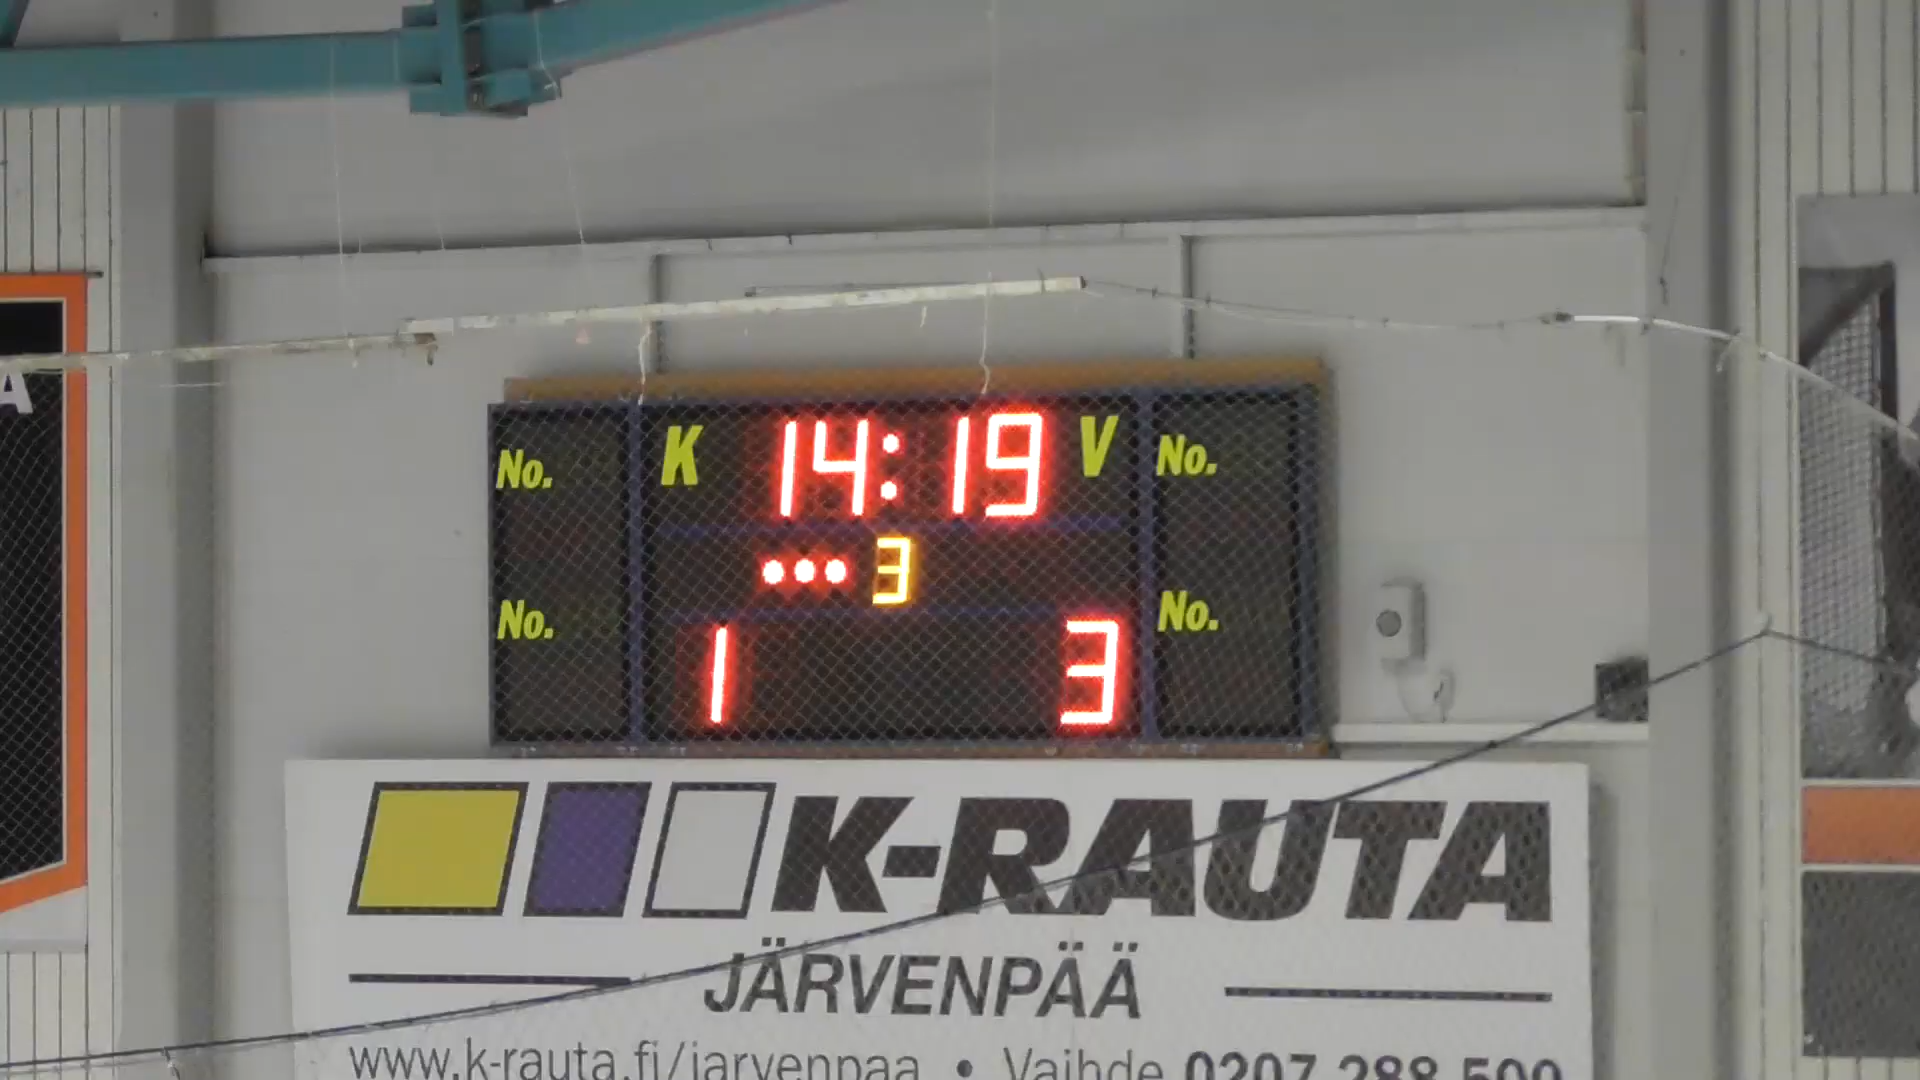 A
No. K 14:19 V No.
3
No. 1 3 No.
K-RAUTA
JÄRVENPÄÄ
www.k-rauta.fi/jarvenpaa • Vaihde 0207 288 500